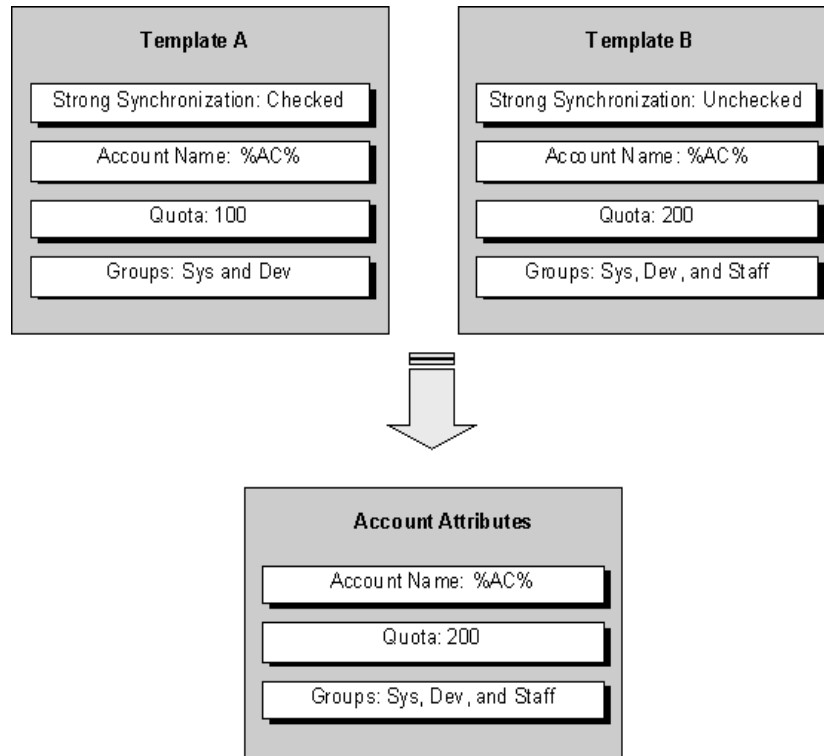 Template A
Strong Synchronization: Checked
Account Name: %AC%
Quota: 100
Groups: Sys and Dev
Template B
Strong Synchronization: Unchecked
Account Name: %AC%
Quota: 200
Groups: Sys, Dev, and Staff
Account Attributes
Account Name: %AC%
Quota: 200
Groups: Sys, Dev, and Staff